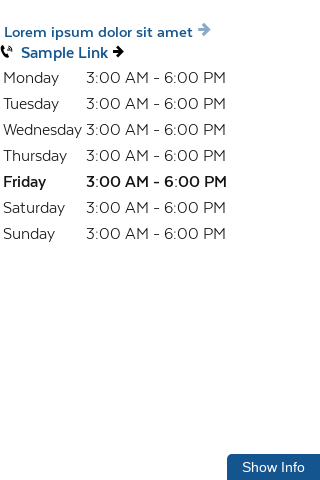 Lorem ipsum dolor sit amet
Sample Link
Monday 3:00 AM - 6:00 PM
Tuesday 3:00 AM - 6:00 PM
Wednesday 3:00 AM - 6:00 PM
Thursday 3:00 AM - 6:00 PM
Friday 3:00 AM - 6:00 PM
Saturday 3:00 AM - 6:00 PM
Sunday 3:00 AM - 6:00 PM
Show Info